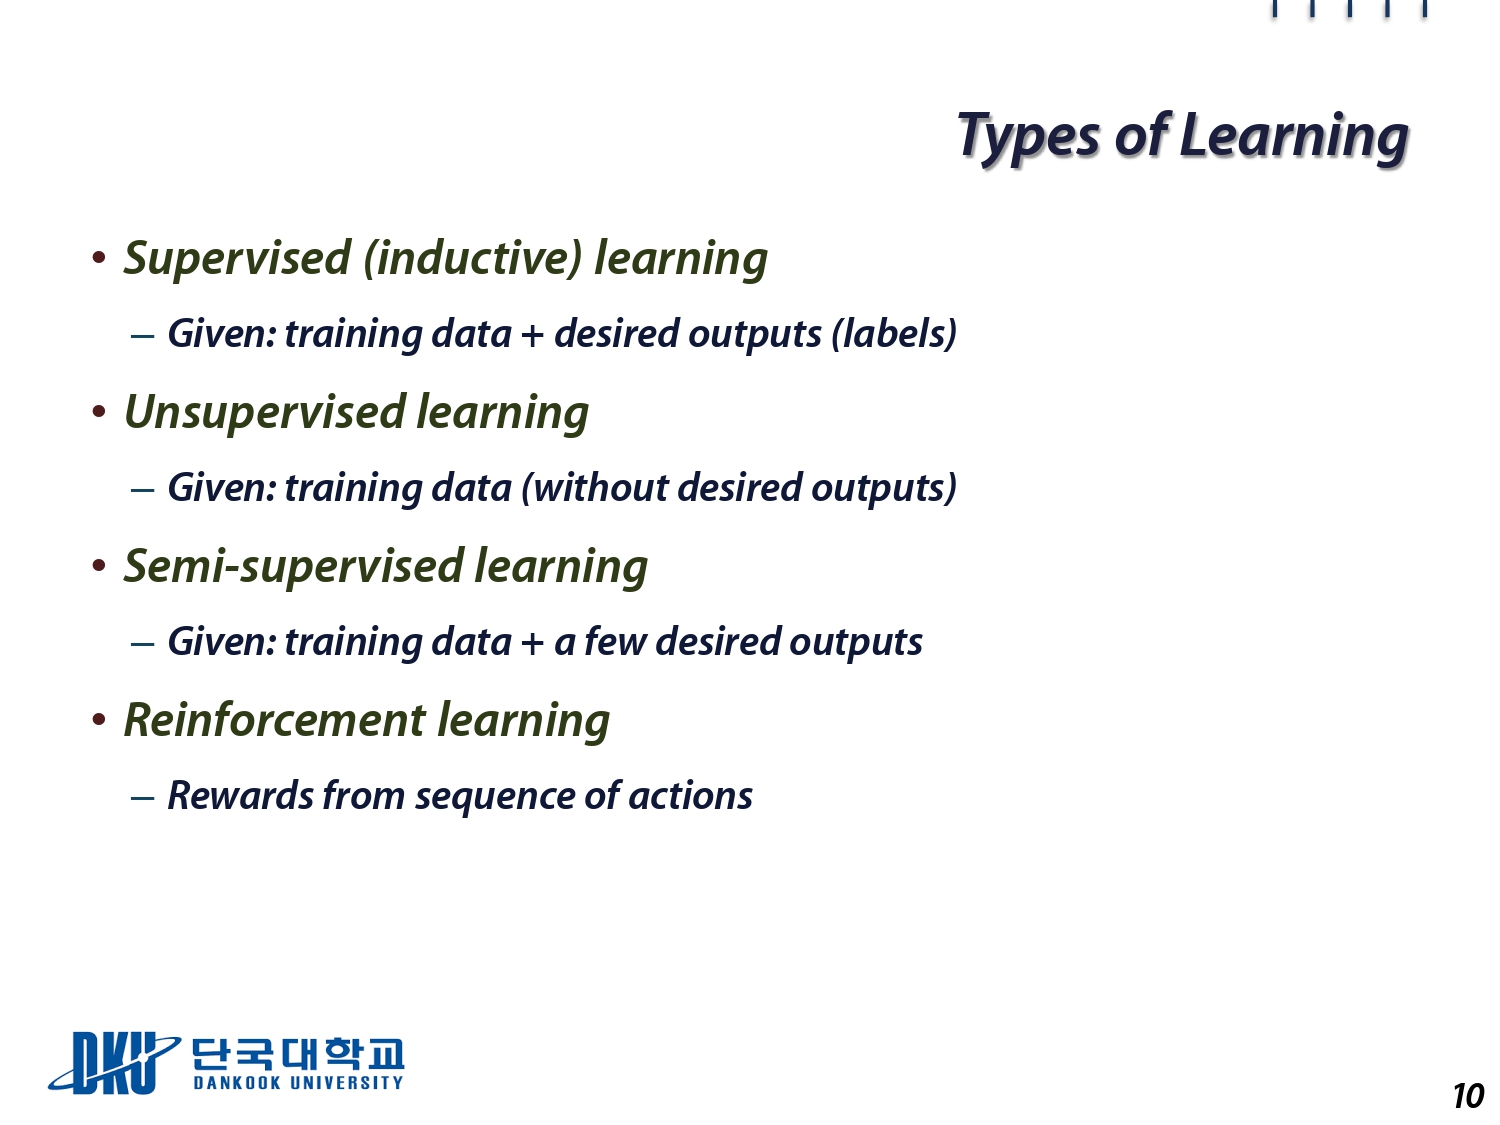 Types of Learning
• Supervised (inductive) learning
– Given: training data + desired outputs (labels)
• Unsupervised learning
– Given: training data (without desired outputs)
• Semi-supervised learning
– Given: training data + a few desired outputs
• Reinforcement learning
– Rewards from sequence of actions
DKU 단국대학교
DANKOOK UNIVERSITY
10